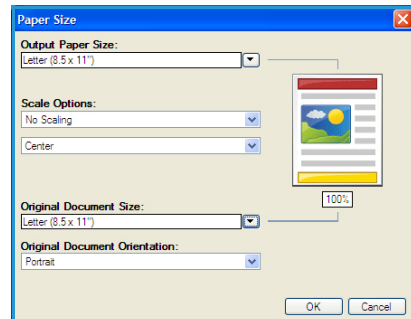 Paper Size
Output Paper Size:
Letter (8.5 x 11")
Scale Options:
No Scaling
Center
100%
Original Document Size:
Letter (8.5 x 11")
Original Document Orientation:
Portrait
OK Cancel